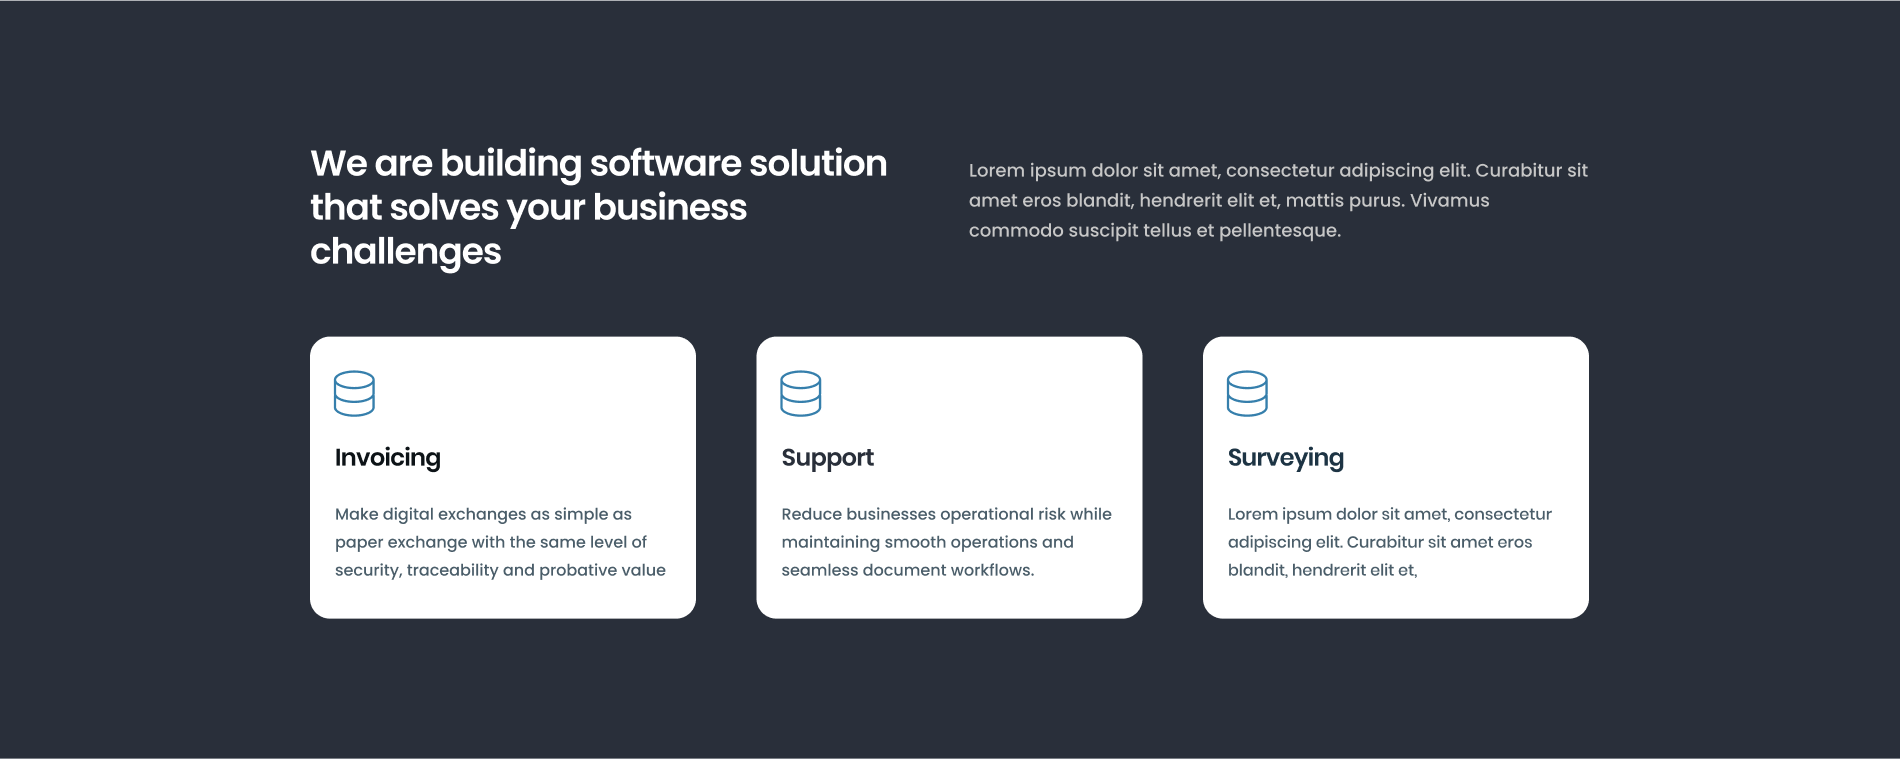 We are building software solution
that solves your business
challenges
Lorem ipsum dolor sit amet, consectetur adipiscing elit. Curabitur sit
amet eros blandit, hendrerit elit et, mattis purus. Vivamus
commodo suscipit tellus et pellentesque.
Invoicing
Make digital exchanges as simple as
paper exchange with the same level of
security, traceability and probative value
Support
Reduce businesses operational risk while
maintaining smooth operations and
seamless document workflows.
Surveying
Lorem ipsum dolor sit amet, consectetur
adipiscing elit. Curabitur sit amet eros
blandit, hendrerit elit et,